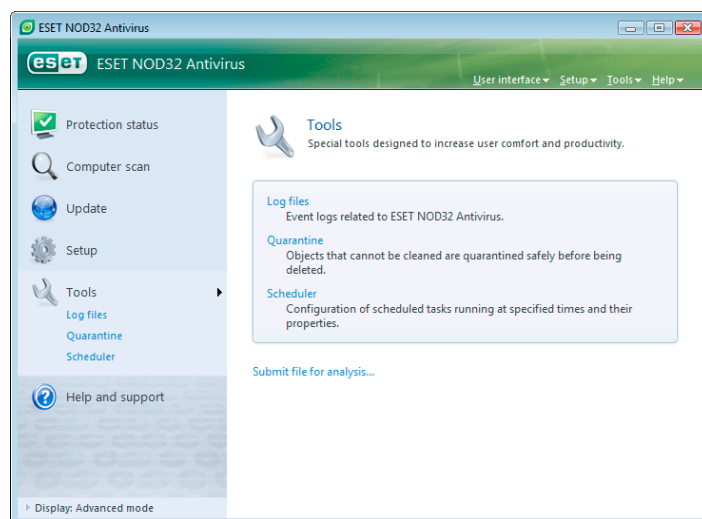 ESET NOD32 Antivirus
eset ESET NOD32 Antivirus
User interface Setup Tools Help
Protection status
Computer scan
Update
Setup
Tools
Log files
Quarantine
Scheduler
Help and support
Display: Advanced mode
Tools
Special tools designed to increase user comfort and productivity.
Log files
Event logs related to ESET NOD32 Antivirus.
Quarantine
Objects that cannot be cleaned are quarantined safely before being
deleted.
Scheduler
Configuration of scheduled tasks running at specified times and their
properties.
Submit file for analysis...